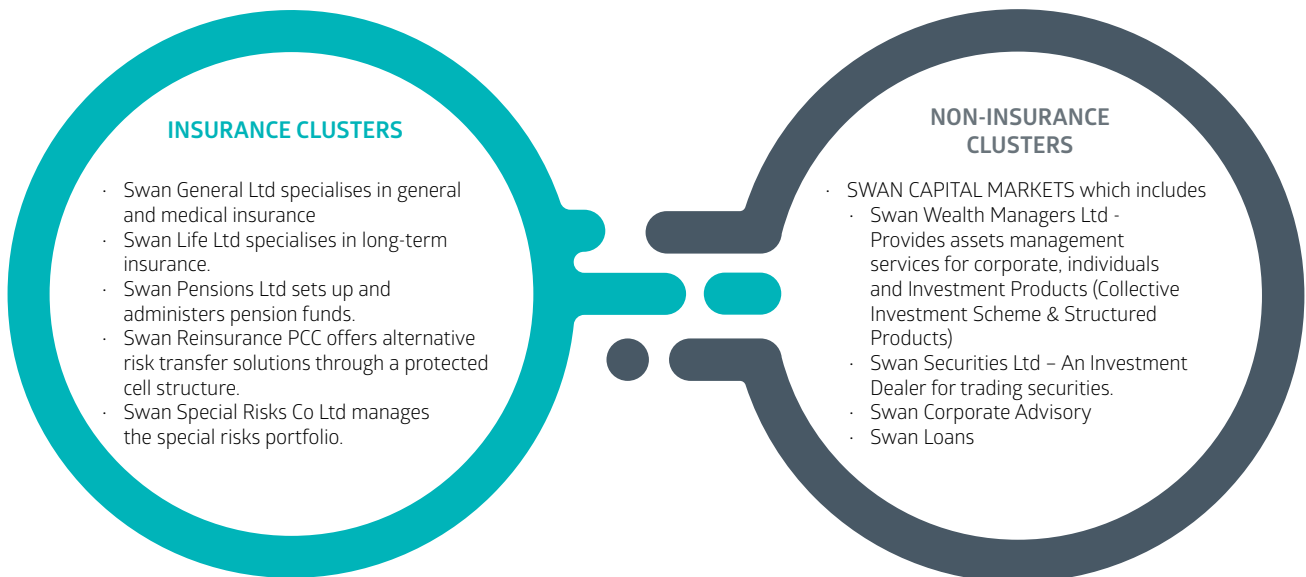 INSURANCE CLUSTERS
· Swan General Ltd specialises in general
and medical insurance
· Swan Life Ltd specialises in long-term
insurance.
· Swan Pensions Ltd sets up and
administers pension funds.
· Swan Reinsurance PCC offers alternative
risk transfer solutions through a protected
cell structure.
· Swan Special Risks Co Ltd manages
the special risks portfolio.
NON-INSURANCE
CLUSTERS
· SWAN CAPITAL MARKETS which includes
· Swan Wealth Managers Ltd -
Provides assets management
services for corporate, individuals
and Investment Products (Collective
Investment Scheme & Structured
Products)
· Swan Securities Ltd – An Investment
Dealer for trading securities.
· Swan Corporate Advisory
· Swan Loans